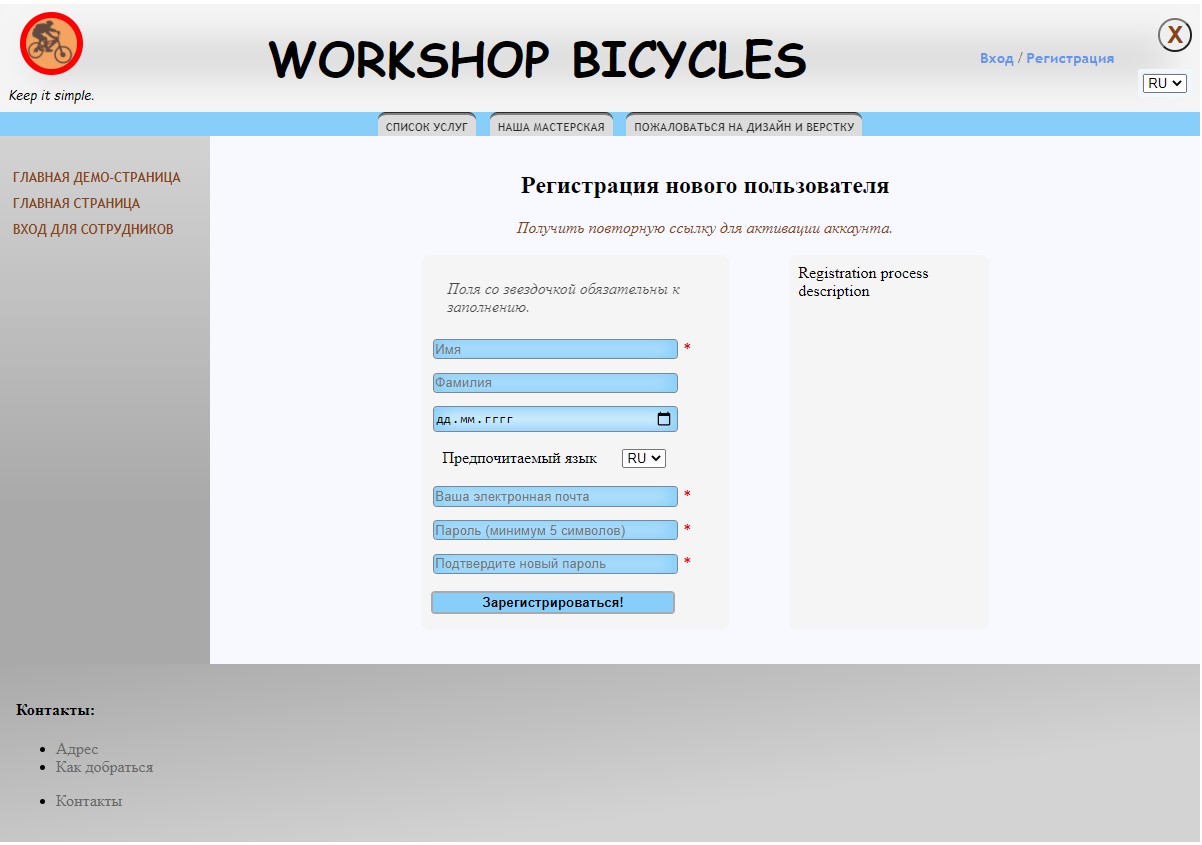 WORKSHOP BICYCLES
X
Вход / Регистрация
RU
Keep it simple.
СПИСОК УСЛУГ
НАША МАСТЕРСКАЯ
ПОЖАЛОВАТЬСЯ НА ДИЗАЙН И ВЕРСТКУ
ГЛАВНАЯ ДЕМО-СТРАНИЦА
ГЛАВНАЯ СТРАНИЦА
ВХОД ДЛЯ СОТРУДНИКОВ
Регистрация нового пользователя
Получить повторную ссылку для активации аккаунта.
Поля со звездочкой обязательны к
заполнению.
Имя *
Фамилия
дд.мм.гггг
Предпочитаемый язык RU
Ваша электронная почта *
Пароль (минимум 5 символов) *
Подтвердите новый пароль *
Зарегистрироваться!
Registration process
description
Контакты:
Адрес
Как добраться
Контакты